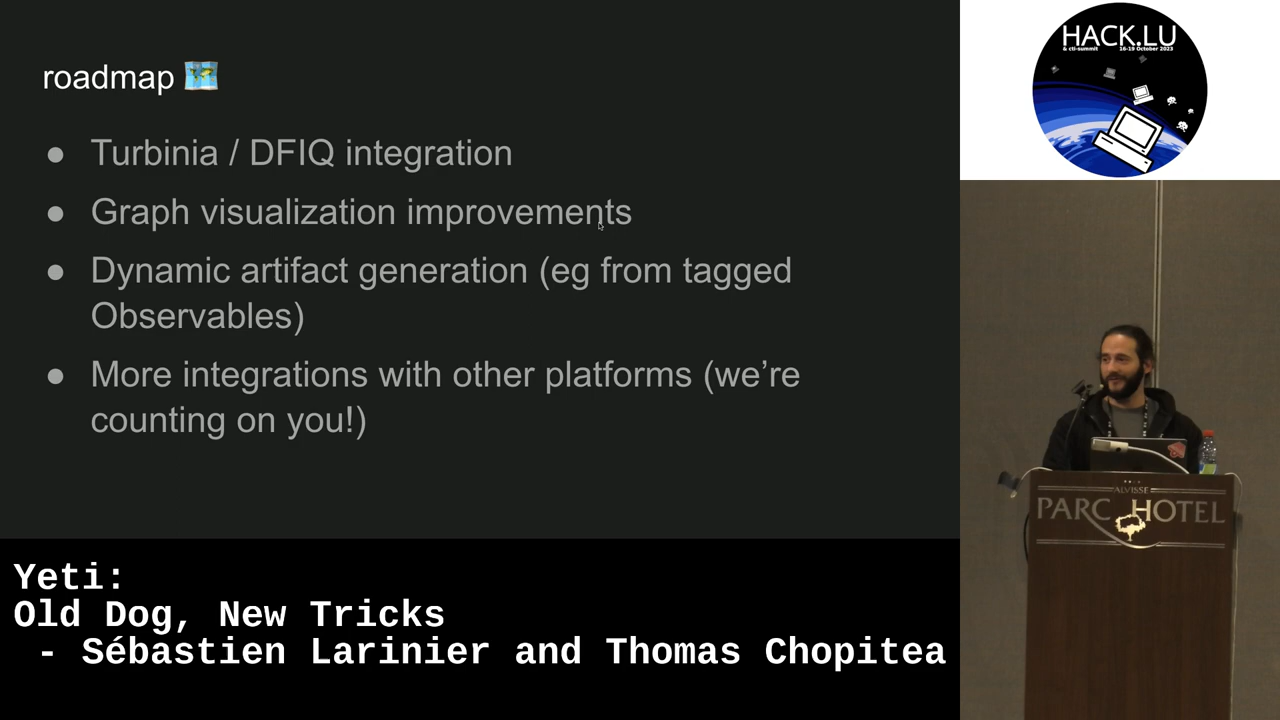 roadmap 🗺️
● Turbinia / DFIQ integration
● Graph visualization improvements
● Dynamic artifact generation (eg from tagged
Observables)
● More integrations with other platforms (we’re
counting on you!)
HACK.LU
& cti-summit 16-19 October 2023
ALVISSE
PARC HOTEL
Yeti:
Old Dog, New Tricks
- Sébastien Larinier and Thomas Chopitea